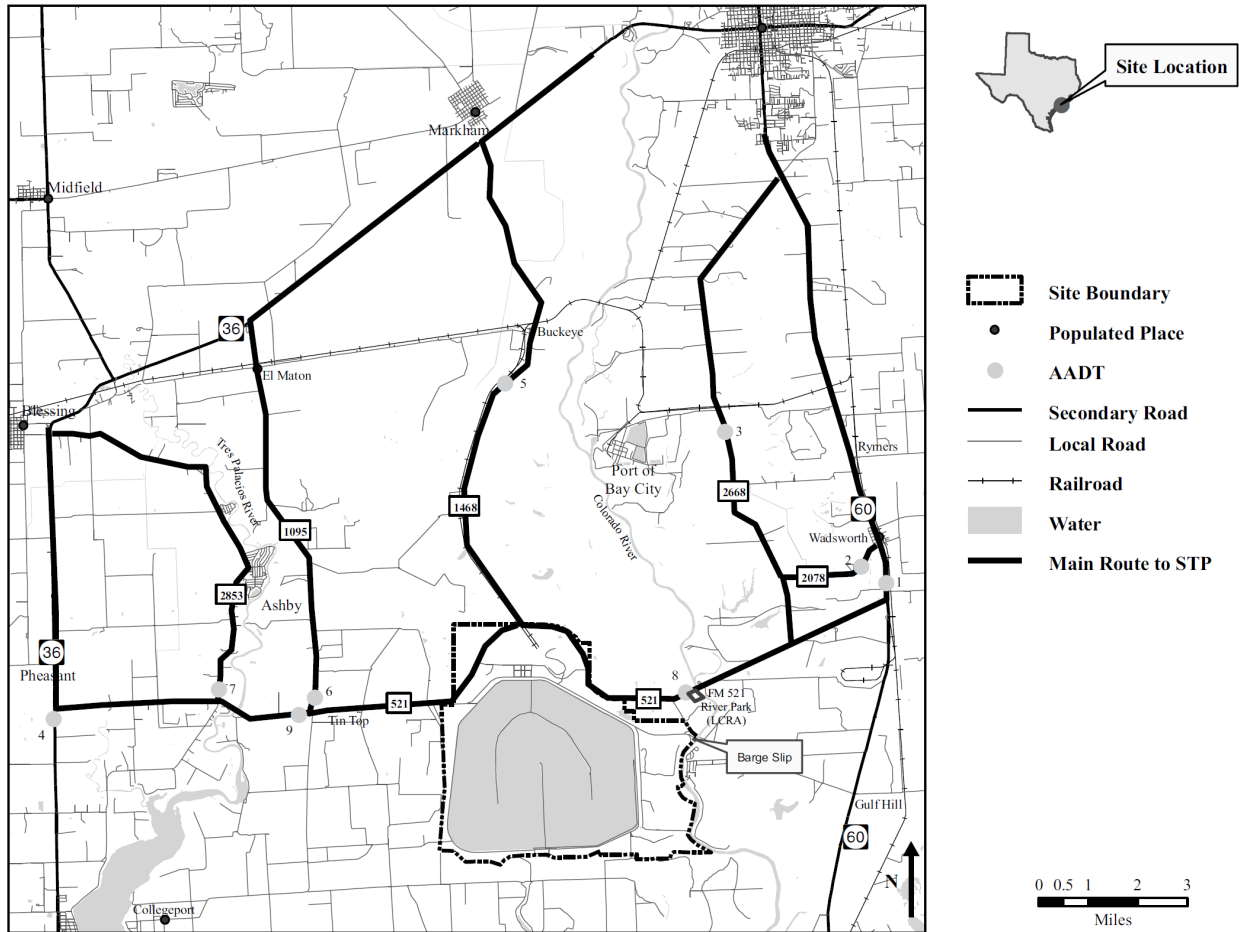 Markham
Midfield
36
Buckeye
El Maton
5
Blessing
3
Port of
Bay City
Rymers
Tres Palacios River
Colorado River
1468
2668
60
1095
Wadsworth
2
1
2078
2853
Ashby
36
Pheasant
7
6
8
521
521
FM 521
River Park
(LCRA)
4
9
Tin Top
Barge Slip
Gulf Hill
60
N
Collegeport
Site Location
Site Boundary
Populated Place
AADT
Secondary Road
Local Road
Railroad
Water
Main Route to STP
0 0.5 1 2 3
Miles